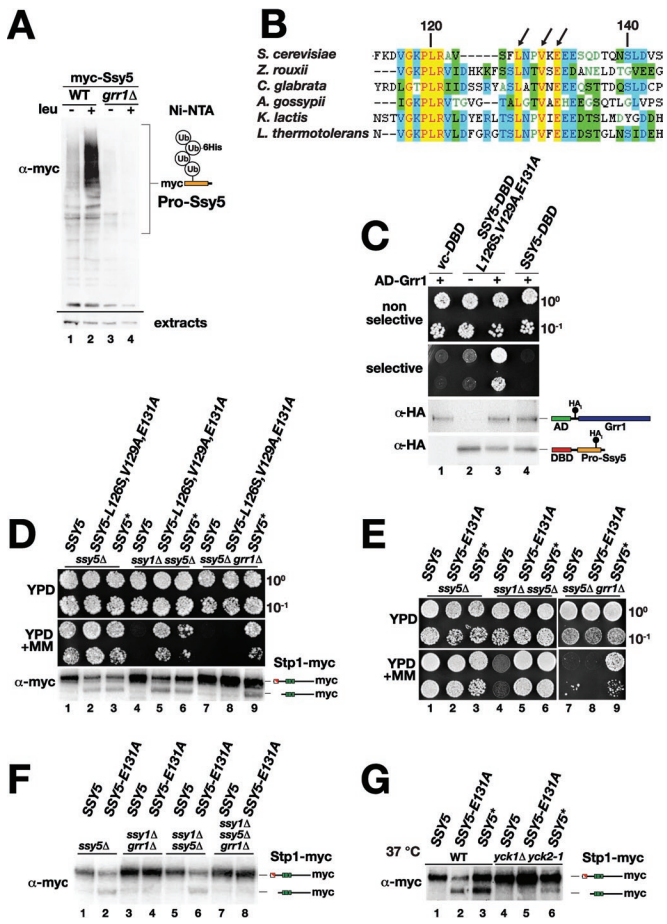 A
myc-Ssy5
WT grr1Δ
leu - + - + Ni-NTA
α-myc
Ub
Ub 6His
Ub
Ub
myc
Pro-Ssy5
extracts
1 2 3 4
B
120 140
S. cerevisiae FKDVGKPLRAV-----SFLNPVKEEESQDTQNSLDVS
Z. rouxii N--VGKPLRVIDHKKFSSLNTVSEEDANELDTGVEEG
C. glabrata
A. gossypii
K. lactis NSTVGKPLRVLDYERLTSLNPVSEEEDSTTDQNSLMDYGDDH
L. thermotolerans N--VGKPLRVLDFGRGTSLNPVFEEEDSSTDGLNSIDEH
C
vc-DBD
SSY5-DBD
L126S,V129A,E131A
SSY5-DBD
AD-Grr1 + - + +
non
selective
10⁰
10⁻¹
selective
α-HA
HA₁
AD Grr1
α-HA
HA₁
DBD Pro-Ssy5
1 2 3 4
D
SSY5
SSY5-L126S,V129A,E131A
SSY5*
SSY5
SSY5-L126S,V129A,E131A
SSY5*
SSY5
SSY5-L126S,V129A,E131A
SSY5*
ssy5Δ ssy1Δ ssy5Δ ssy5Δ grr1Δ
YPD
10⁰
10⁻¹
YPD
+MM
Stp1-myc
α-myc
myc
myc
1 2 3 4 5 6 7 8 9
E
SSY5
SSY5-E131A
SSY5*
SSY5
SSY5-E131A
SSY5*
SSY5
SSY5-E131A
SSY5*
ssy5Δ ssy1Δ ssy5Δ ssy5Δ grr1Δ
YPD
10⁰
10⁻¹
YPD
+MM
1 2 3 4 5 6 7 8 9
F
SSY5
SSY5-E131A
SSY5
SSY5-E131A
SSY5
SSY5-E131A
SSY5
SSY5-E131A
ssy5Δ
ssy1Δ
grr1Δ
ssy1Δ
ssy5Δ
ssy1Δ
ssy5Δ
grr1Δ
Stp1-myc
α-myc
myc
myc
1 2 3 4 5 6 7 8
G
SSY5
SSY5-E131A
SSY5*
SSY5
SSY5-E131A
SSY5*
37 °C
WT yck1Δ yck2-1
Stp1-myc
α-myc
myc
myc
1 2 3 4 5 6